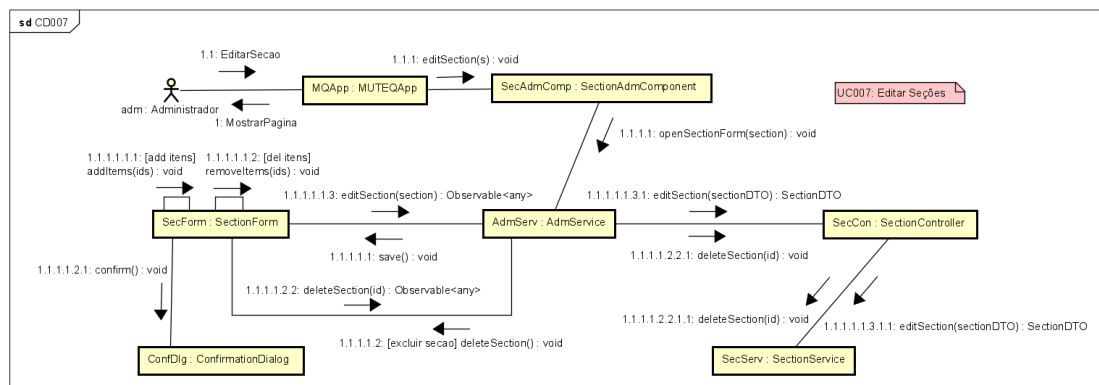 sd CD007
1.1: EditarSecao
1.1.1: editSection(s) : void
MQApp : MUTEQApp
SecAdmComp : SectionAdmComponent
UC007: Editar Seções
adm : Administrador
1: MostrarPagina
1.1.1.1: openSectionForm(section) : void
1.1.1.1.1.1: [add itens]
addItems(ids) : void
1.1.1.1.1.2: [del itens]
removeItems(ids) : void
1.1.1.1.1.3: editSection(section) : Observable<any>
1.1.1.1.1.3.1: editSection(sectionDTO) : SectionDTO
SecForm : SectionForm
AdmServ : AdmService
SecCon : SectionController
1.1.1.1.1: save() : void
1.1.1.1.2.2.1: deleteSection(id) : void
1.1.1.1.2.1: confirm() : void
1.1.1.1.2.2: deleteSection(id) : Observable<any>
1.1.1.1.2.2.1.1: deleteSection(id) : void
1.1.1.1.1.3.1.1: editSection(sectionDTO) : SectionDTO
1.1.1.1.2: [excluir secao] deleteSection() : void
ConfDlg : ConfirmationDialog
SecServ : SectionService